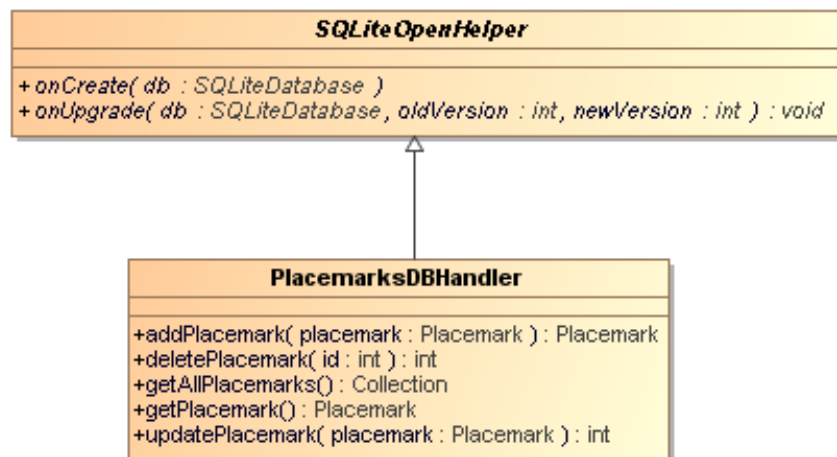 SQLiteOpenHelper
+onCreate( db : SQLiteDatabase )
+onUpgrade( db : SQLiteDatabase, oldVersion : int, newVersion : int ) : void
PlacemarksDBHandler
+addPlacemark( placemark : Placemark ) : Placemark
+deletePlacemark( id : int ) : int
+getAllPlacemarks() : Collection
+getPlacemark() : Placemark
+updatePlacemark( placemark : Placemark ) : int